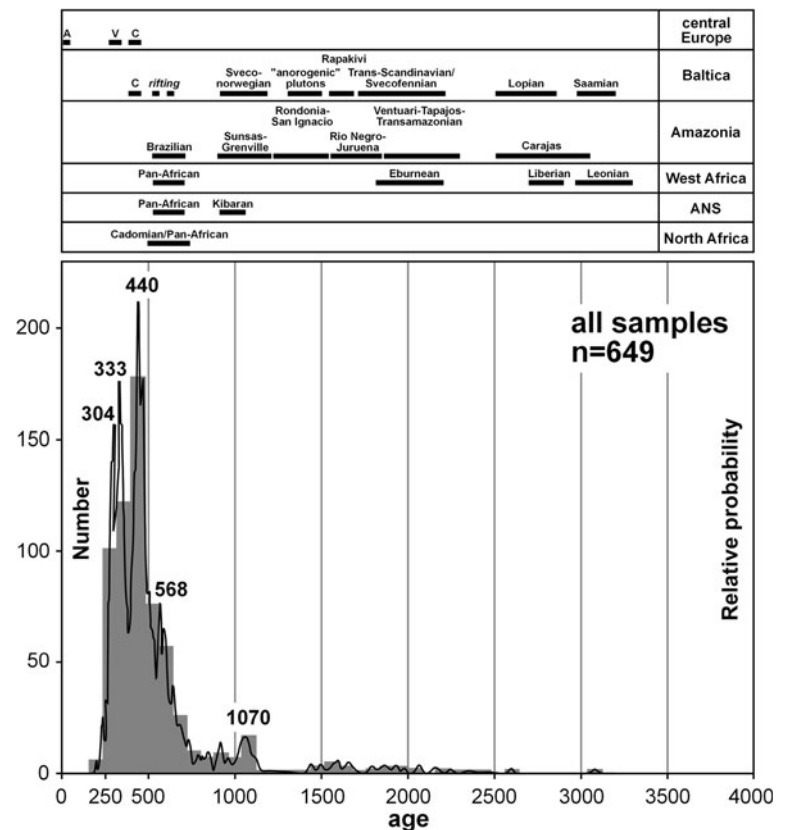 A V C
central
Europe
Rapakivi
Sveco-
norwegian
"anorogenic"
plutons
Trans-Scandinavian/
Svecofennian
C rifting
Lopian
Saamian
Baltica
Rondonia-
San Ignacio
Ventuari-Tapajos-
Transamazonian
Brazilian
Sunsas-
Grenville
Rio Negro-
Juruena
Carajas
Amazonia
Pan-African
Eburnean
Liberian
Leonian
West Africa
Pan-African
Kibaran
ANS
Cadomian/Pan-African
North Africa
440
333
304
568
1070
all samples
n=649
200
150
100
50
0
Number
Relative probability
0 250 500 1000 1500 2000 2500 3000 3500 4000
age